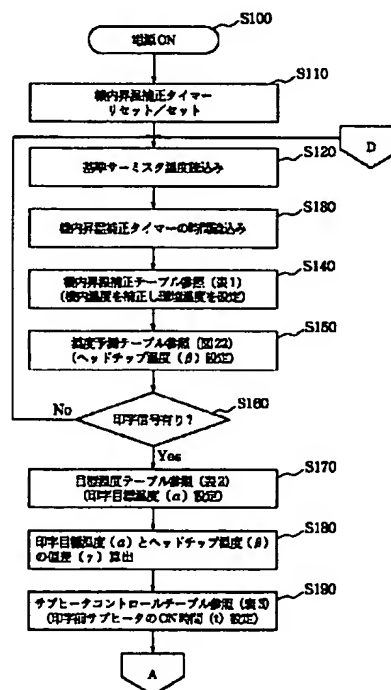 S100
電源ON
S110
機内昇温補正タイマー
リセット/セット
D
S120
基準サーミスタ温度読込み
S130
機内昇温補正タイマーの時間読込み
S140
機内昇温補正テーブル参照(表1)
(機内温度を補正し環境温度を設定)
S150
温度予測テーブル参照(図22)
(ヘッドチップ温度(β)設定)
S160
No
印字信号有り?
Yes
S170
目標温度テーブル参照(表2)
(印字目標温度(α)設定)
S180
印字目標温度(α)とヘッドチップ温度(β)
の偏差(γ)算出
S190
サブヒータコントロールテーブル参照(表3)
(印字前サブヒータのON時間(t)設定)
A